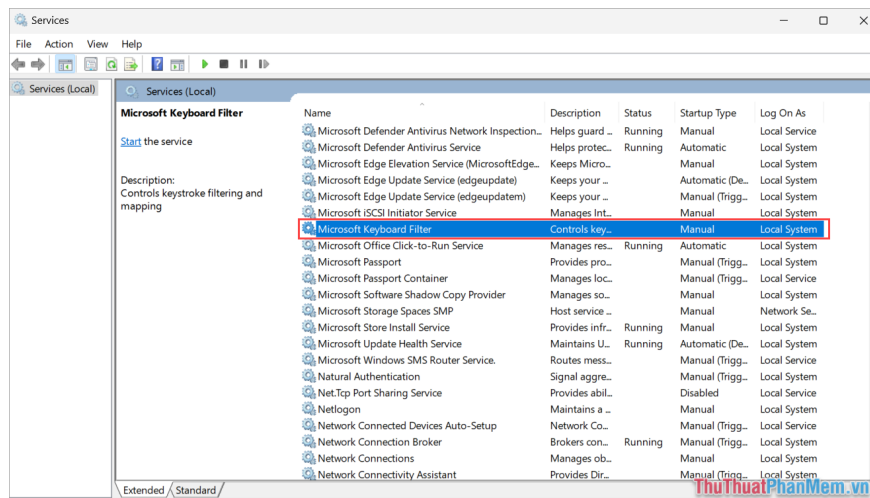 Services
File Action View Help
Services (Local)
Services (Local)
Microsoft Keyboard Filter
Start the service
Description:
Controls keystroke filtering and
mapping
Name Description Status Startup Type Log On As
Microsoft Defender Antivirus Network Inspection... Helps guard ... Running Manual Local Service
Microsoft Defender Antivirus Service Helps protec... Running Automatic Local System
Microsoft Edge Elevation Service (MicrosoftEdge... Keeps Micro... Manual Local System
Microsoft Edge Update Service (edgeupdate) Keeps your ... Automatic (De... Local System
Microsoft Edge Update Service (edgeupdatem) Keeps your ... Manual (Trigg... Local System
Microsoft iSCSI Initiator Service Manages Int... Manual Local System
Microsoft Keyboard Filter Controls key... Manual Local System
Microsoft Office Click-to-Run Service Manages res... Running Automatic Local System
Microsoft Passport Provides pro... Manual (Trigg... Local System
Microsoft Passport Container Manages loc... Manual (Trigg... Local Service
Microsoft Software Shadow Copy Provider Manages so... Manual Local System
Microsoft Storage Spaces SMP Host service ... Manual Network Se...
Microsoft Store Install Service Provides infr... Running Manual Local System
Microsoft Update Health Service Maintains U... Running Automatic (De... Local System
Microsoft Windows SMS Router Service. Routes mess... Manual (Trigg... Local Service
Natural Authentication Signal aggre... Manual (Trigg... Local System
Net.Tcp Port Sharing Service Provides abil... Disabled Local Service
Netlogon Maintains a ... Manual Local System
Network Connected Devices Auto-Setup Network Co... Manual (Trigg... Local Service
Network Connection Broker Brokers con... Running Manual (Trigg... Local System
Network Connections Manages ob... Manual Local System
Network Connectivity Assistant Provides Dir... Manual (Trigg... Local System
Extended Standard
ThuThuatPhanMem.vn